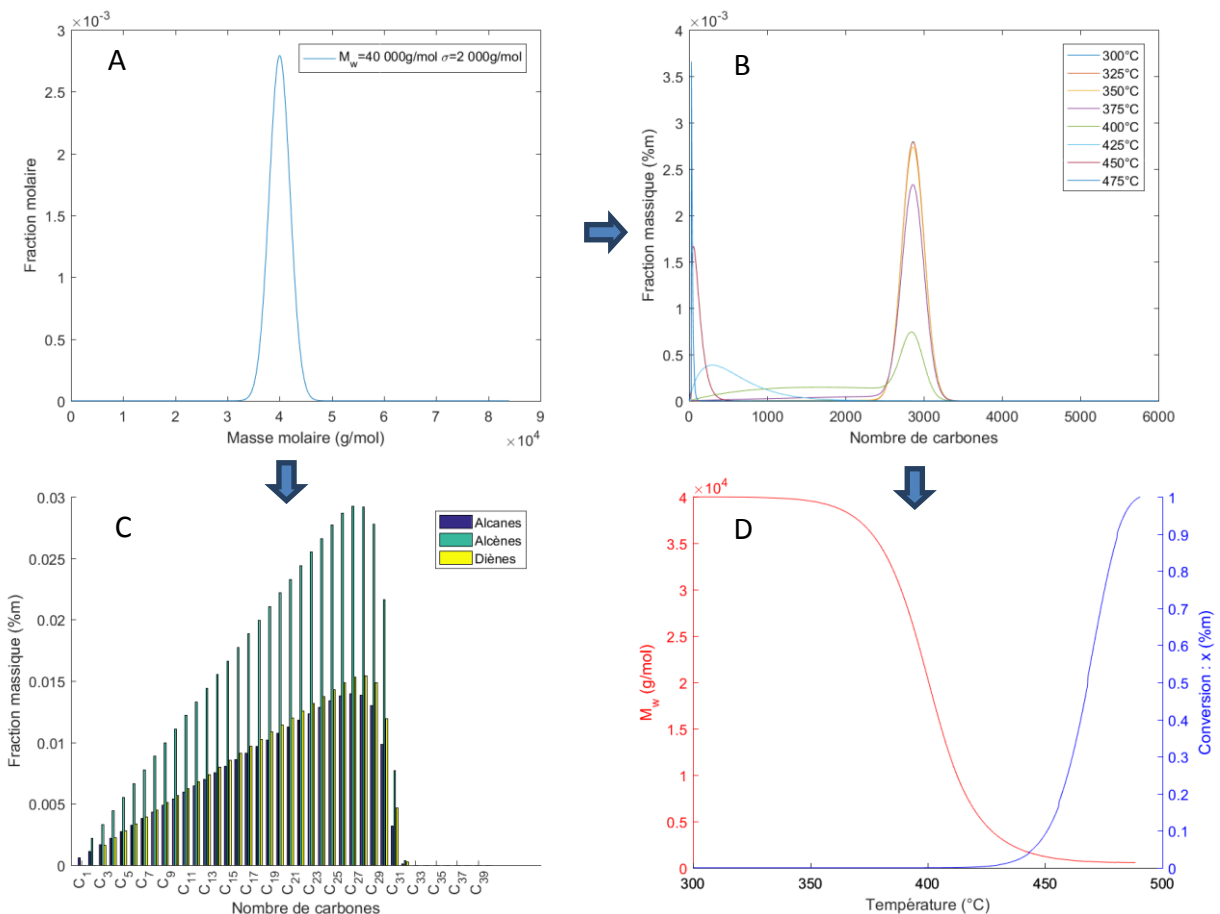 A
×10⁻³
3
2.5
2
1.5
1
0.5
0
Fraction molaire
M_w=40 000g/mol σ=2 000g/mol
0 1 2 3 4 5 6 7 8 9
Masse molaire (g/mol)
×10⁴
B
×10⁻³
4
3.5
3
2.5
2
1.5
1
0.5
0
Fraction massique (%m)
300°C
325°C
350°C
375°C
400°C
425°C
450°C
475°C
0 1000 2000 3000 4000 5000 6000
Nombre de carbones
C
0.03
0.025
0.02
0.015
0.01
0.005
0
Fraction massique (%m)
Alcanes
Alcènes
Diènes
C₁ C₃ C₅ C₇ C₉ C₁₁ C₁₃ C₁₅ C₁₇ C₁₉ C₂₁ C₂₃ C₂₅ C₂₇ C₂₉ C₃₁ C₃₃ C₃₅ C₃₇ C₃₉
Nombre de carbones
D
×10⁴
4
3.5
3
2.5
2
1.5
1
0.5
0
M_w (g/mol)
1
0.9
0.8
0.7
0.6
0.5
0.4
0.3
0.2
0.1
0
Conversion : x (%m)
300 350 400 450 500
Température (°C)